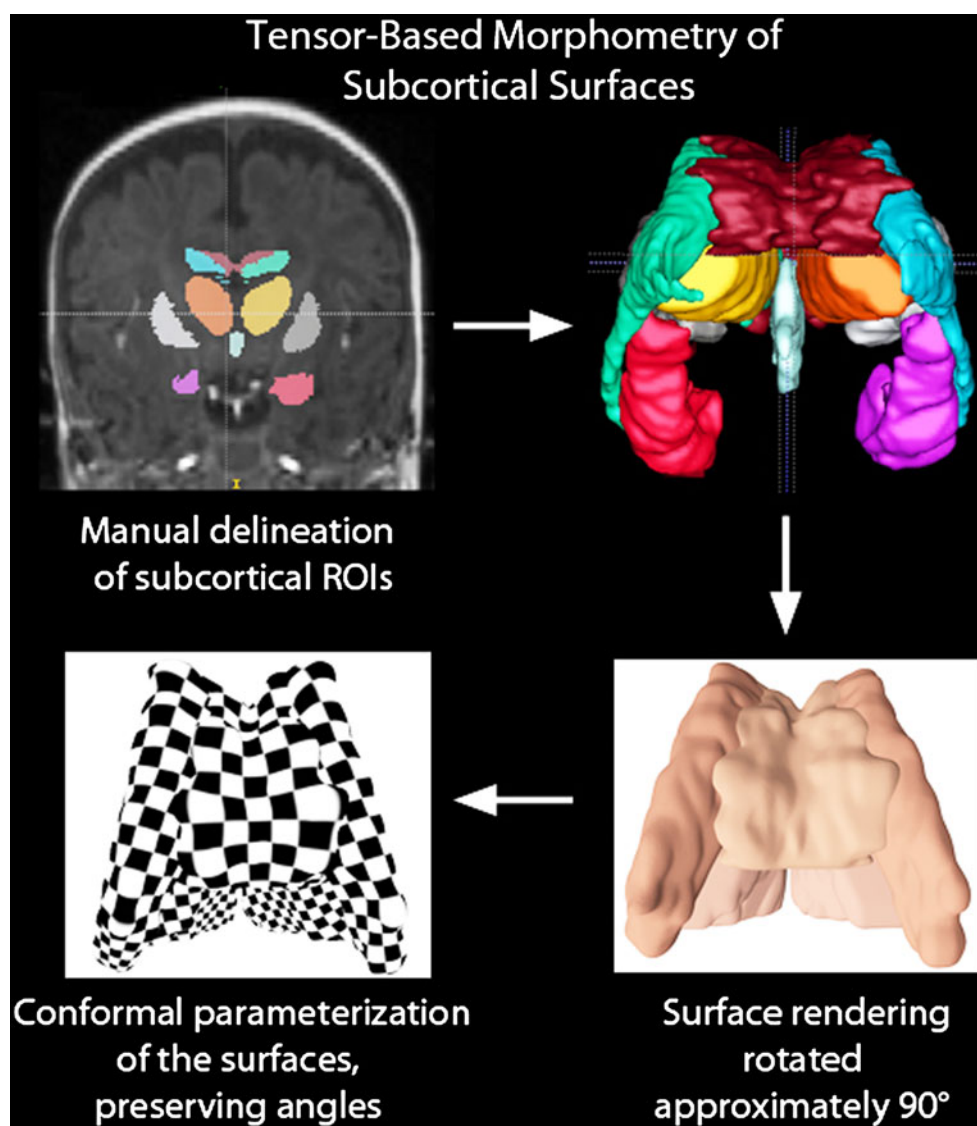 Tensor-Based Morphometry of
Subcortical Surfaces
Manual delineation
of subcortical ROIs
Conformal parameterization
of the surfaces,
preserving angles
Surface rendering
rotated
approximately 90°